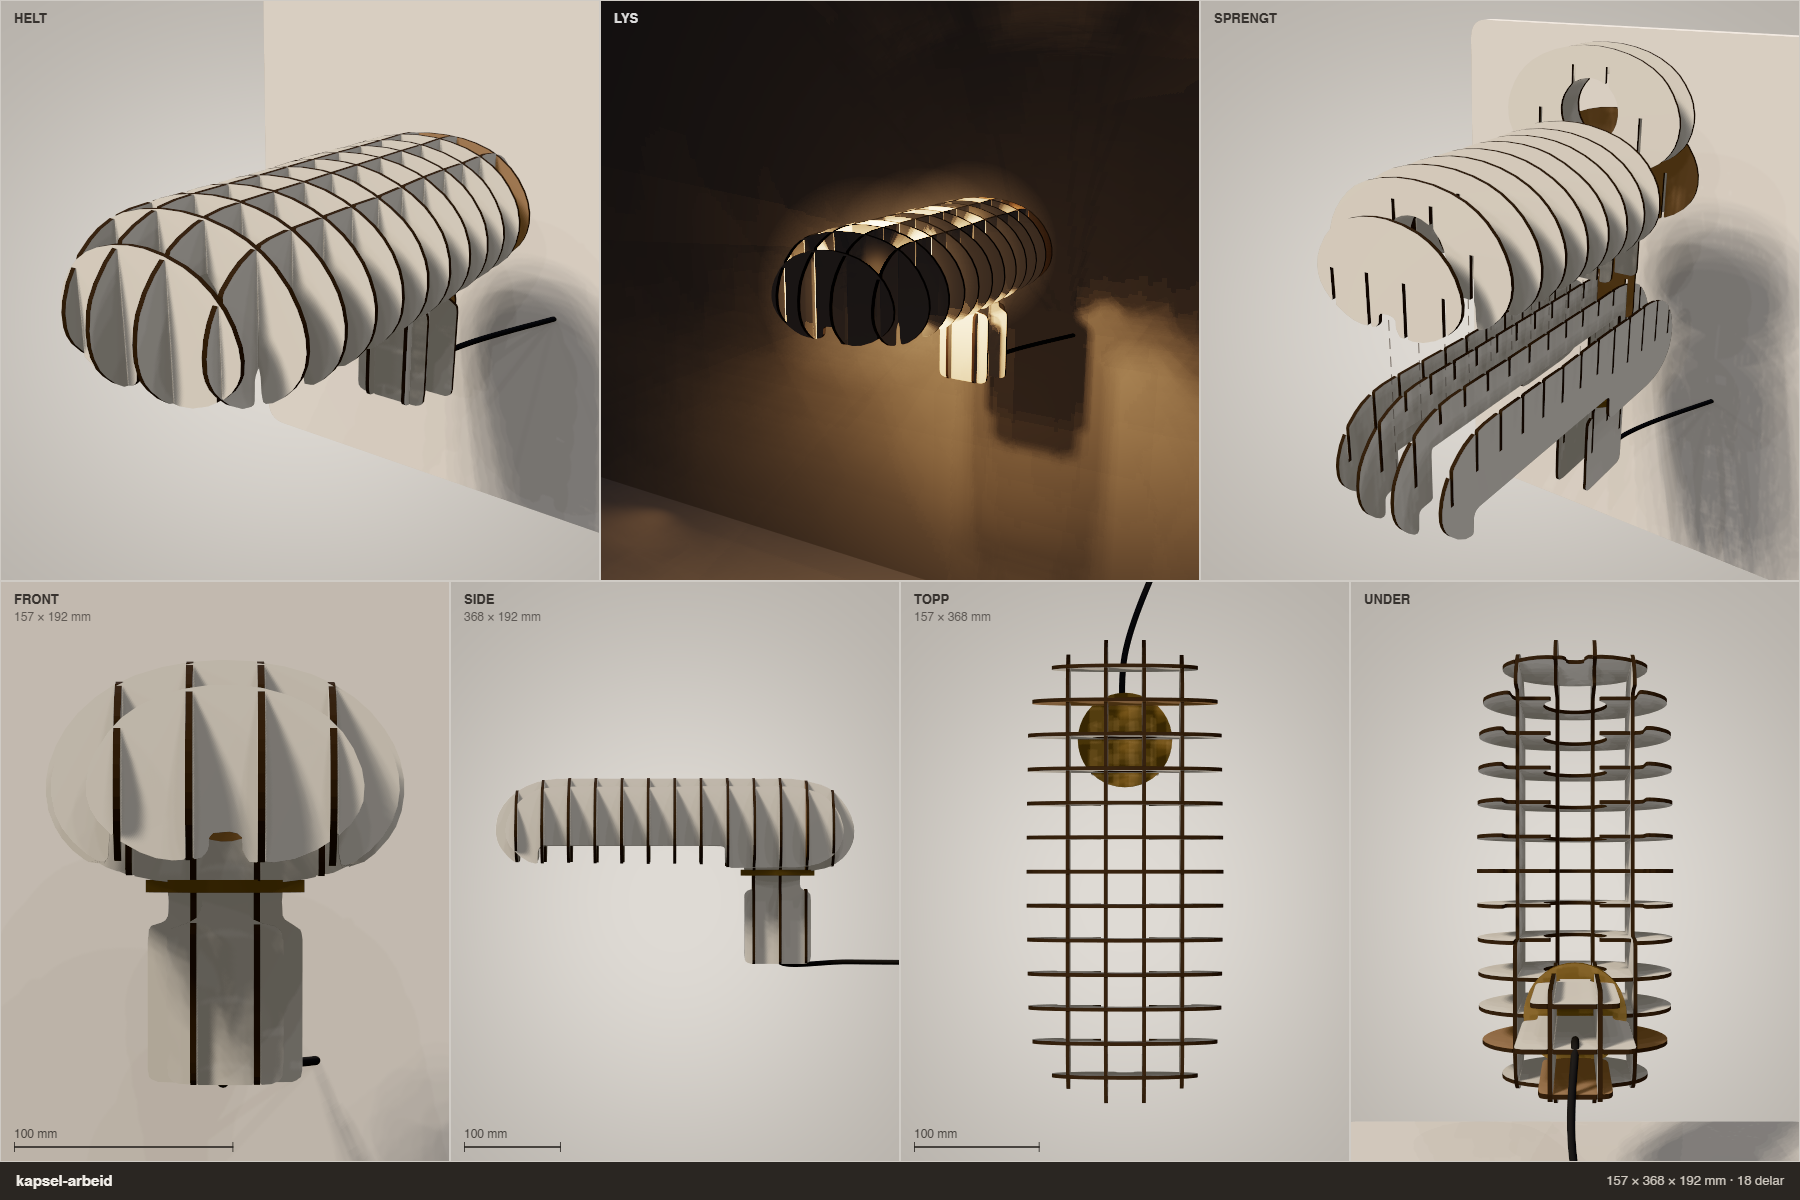 HELT
LYS
SPRENGT
FRONT
157 × 192 mm
SIDE
368 × 192 mm
TOPP
157 × 368 mm
UNDER
100 mm
100 mm
100 mm
kapsel-arbeid
157 × 368 × 192 mm · 18 delar